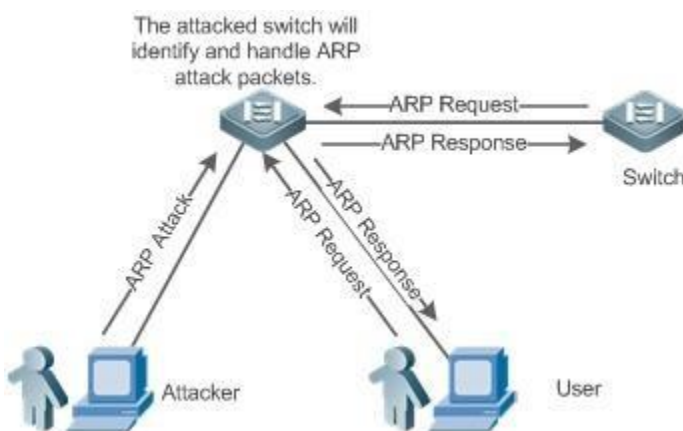 The attacked switch will
identify and handle ARP
attack packets.
ARP Request
ARP Response
Switch
ARP Attack
ARP Response
ARP Request
Attacker
User